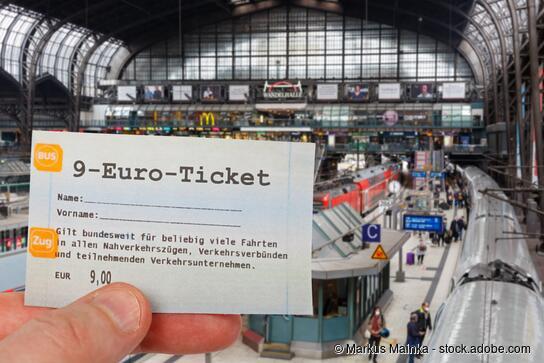 WANDELHALLE
BUS
9-Euro-Ticket
Name:
Vorname:
Gilt bundesweit für beliebig viele Fahrten
Zug
in allen Nahverkehrszügen, Verkehrsverbünden
und teilnehmenden Verkehrsunternehmen.
EUR 9,00
C
© Markus Mainka - stock.adobe.com